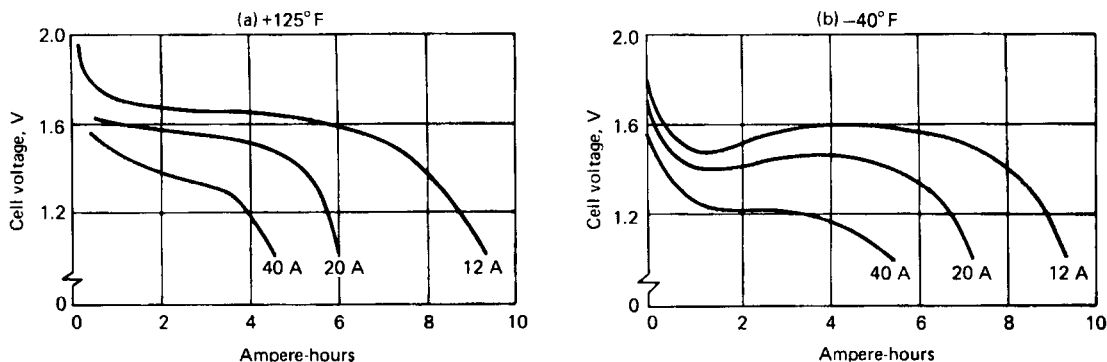 (a) +125° F
2.0
1.6
1.2
0
Cell voltage, V
40 A 20 A 12 A
0 2 4 6 8 10
Ampere-hours
(b) −40° F
2.0
1.6
1.2
0
Cell voltage, V
40 A 20 A 12 A
0 2 4 6 8 10
Ampere-hours